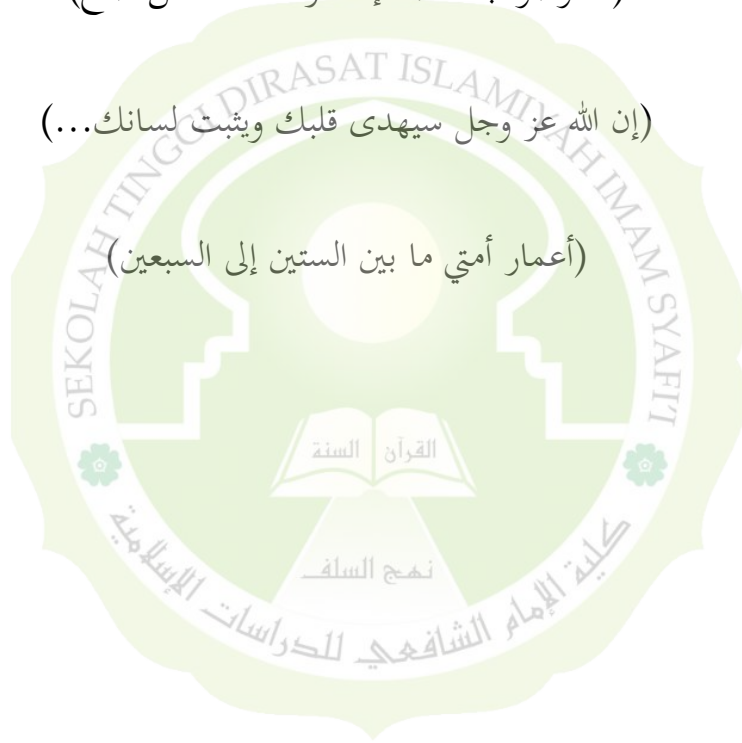 (إن الله عز وجل سيهدى قلبك ويثبت لسانك...)
(أعمار أمتي ما بين الستين إلى السبعين)
SEKOLAH TINGGI DIRASAT ISLAMIYAH IMAM SYAFI'I
القرآن السنة
نهج السلف
كلية الإمام الشافعي للدراسات الإسلامية